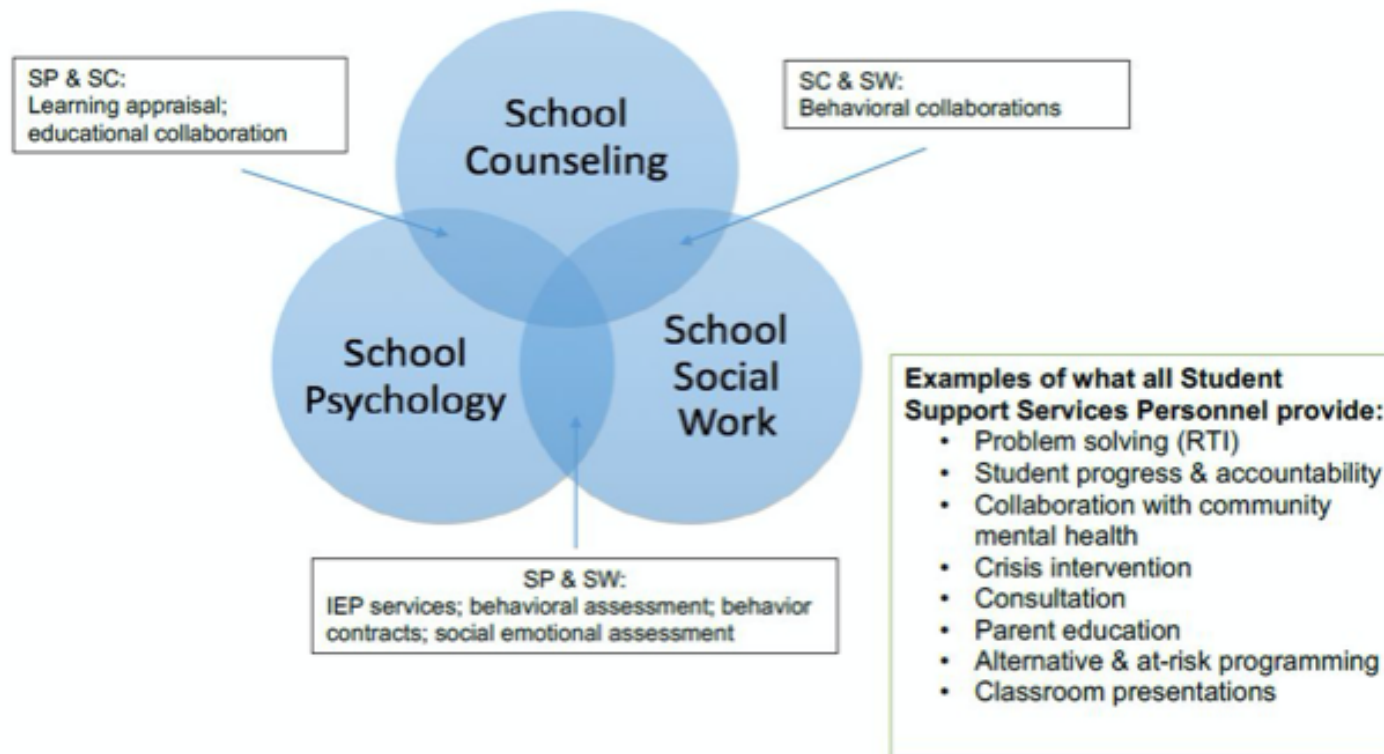 SP & SC:
Learning appraisal;
educational collaboration
School
Counseling
SC & SW:
Behavioral collaborations
School
Psychology
School
Social
Work
SP & SW:
IEP services; behavioral assessment; behavior
contracts; social emotional assessment
Examples of what all Student
Support Services Personnel provide:
• Problem solving (RTI)
• Student progress & accountability
• Collaboration with community
mental health
• Crisis intervention
• Consultation
• Parent education
• Alternative & at-risk programming
• Classroom presentations